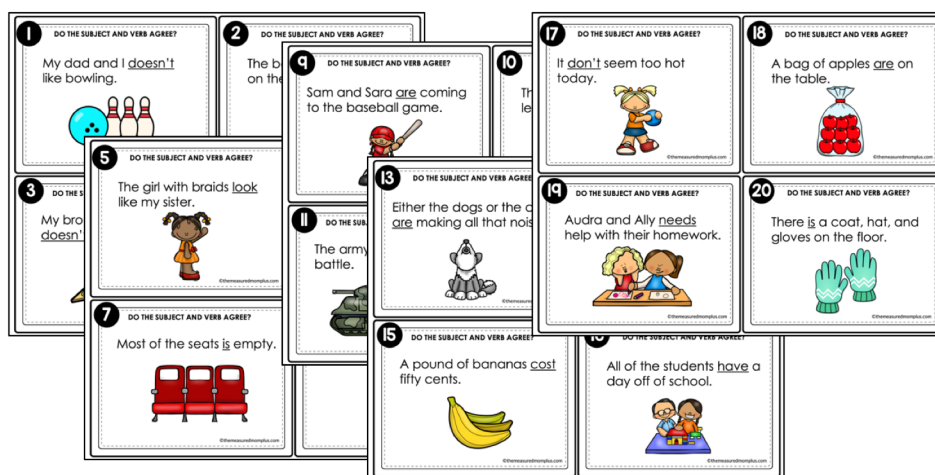 1
DO THE SUBJECT AND VERB AGREE?
My dad and I doesn't
like bowling.
2
DO THE SUBJECT AND VERB AGREE?
on the
3
My
doesn'
5
DO THE SUBJECT AND VERB AGREE?
The girl with braids look
like my sister.
©themeasuredmomplus.com
7
DO THE SUBJECT AND VERB AGREE?
Most of the seats is empty.
©themeasuredmomplus.com
9
DO THE SUBJECT AND VERB AGREE?
Sam and Sara are coming
to the baseball game.
10
11
The army
battle.
13
DO THE SUBJECT AND VERB AGREE?
Either the dogs or the
are making all that
15
DO THE SUBJECT AND VERB AGREE?
A pound of bananas cost
fifty cents.
©themeasuredmomplus.com
DO THE SUBJECT AND VERB AGREE?
All of the students have a
day off of school.
©themeasuredmomplus.com
17
DO THE SUBJECT AND VERB AGREE?
It don't seem too hot
today.
©themeasuredmomplus.com
18
DO THE SUBJECT AND VERB AGREE?
A bag of apples are on
the table.
©themeasuredmomplus.com
19
DO THE SUBJECT AND VERB AGREE?
Audra and Ally needs
help with their homework.
©themeasuredmomplus.com
20
DO THE SUBJECT AND VERB AGREE?
There is a coat, hat, and
gloves on the floor.
©themeasuredmomplus.com